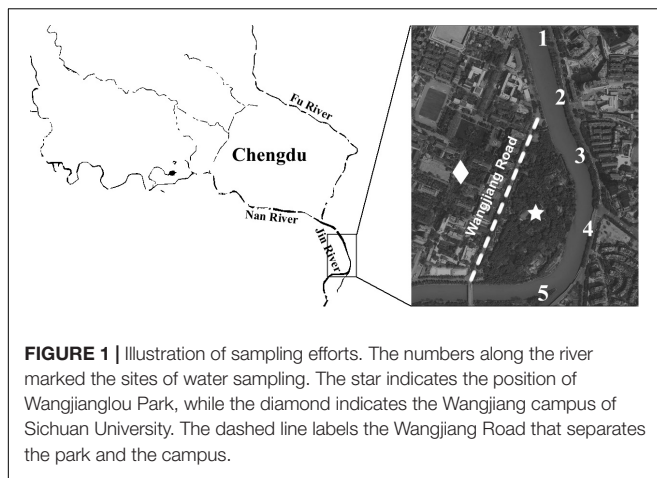 Fu River
Chengdu
Nan River
Jin River
Wangjiang Road
1
2
3
4
5
FIGURE 1 | Illustration of sampling efforts. The numbers along the river
marked the sites of water sampling. The star indicates the position of
Wangjianglou Park, while the diamond indicates the Wangjiang campus of
Sichuan University. The dashed line labels the Wangjiang Road that separates
the park and the campus.